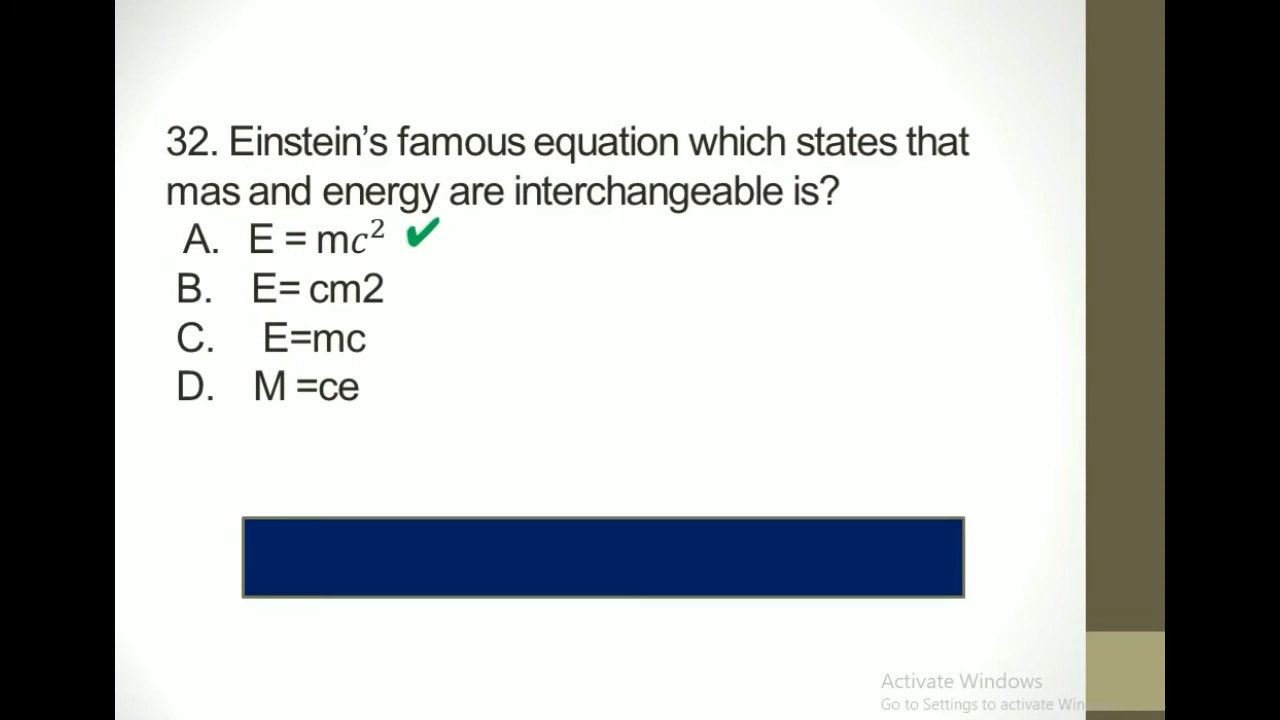 32. Einstein’s famous equation which states that
mas and energy are interchangeable is?
A. E = m𝑐²
B. E= cm2
C. E=mc
D. M =ce
Activate Windows
Go to Settings to activate Win